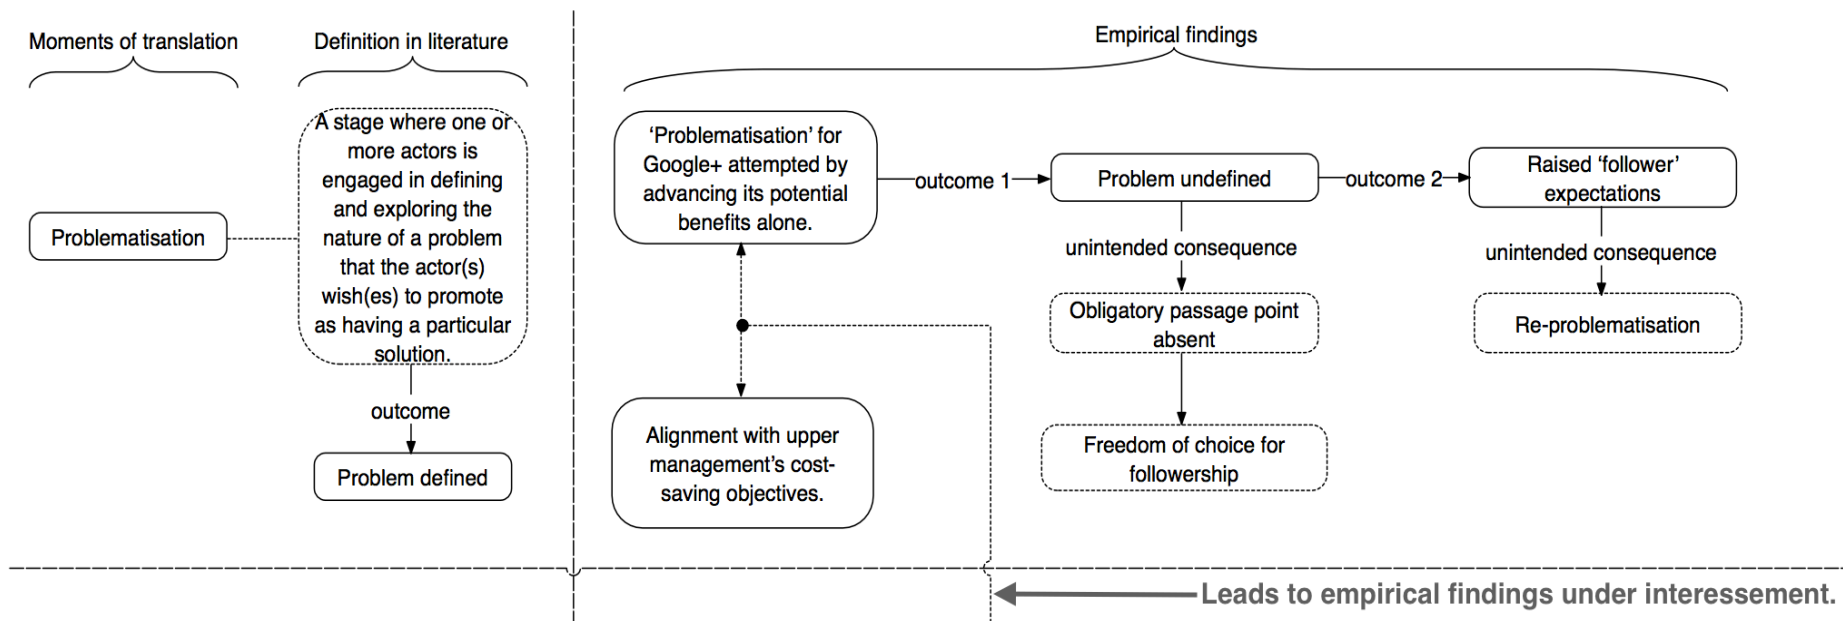 Moments of translation
Definition in literature
Empirical findings
Problematisation
A stage where one or
more actors is
engaged in defining
and exploring the
nature of a problem
that the actor(s)
wish(es) to promote
as having a particular
solution.
outcome
Problem defined
‘Problematisation’ for
Google+ attempted by
advancing its potential
benefits alone.
outcome 1
Problem undefined
outcome 2
Raised ‘follower’
expectations
unintended consequence
unintended consequence
Obligatory passage point
absent
Re-problematisation
Freedom of choice for
followership
Alignment with upper
management’s cost-
saving objectives.
Leads to empirical findings under interessement.